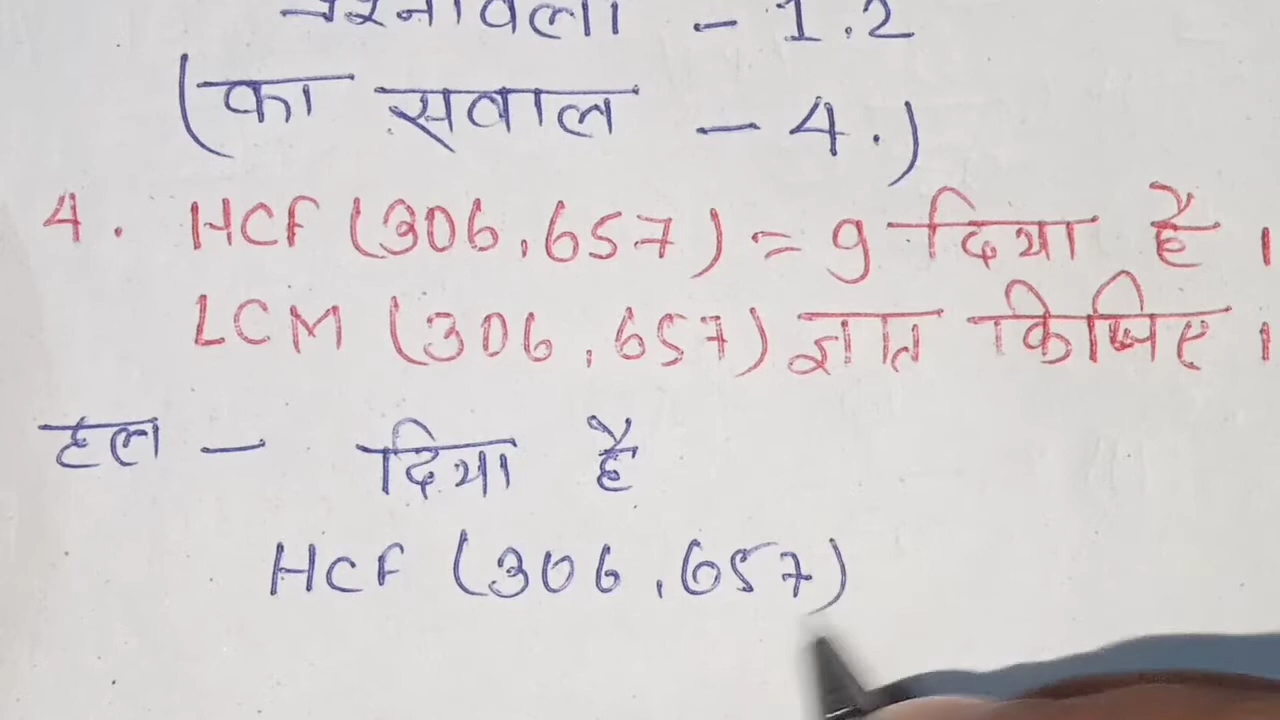 प्रश्नावली - 1.2
(का सवाल - 4.)
4. HCF (306,657) = 9 दिया है।
LCM (306,657) ज्ञात किजिए।
हल - दिया है
HCF (306,657)